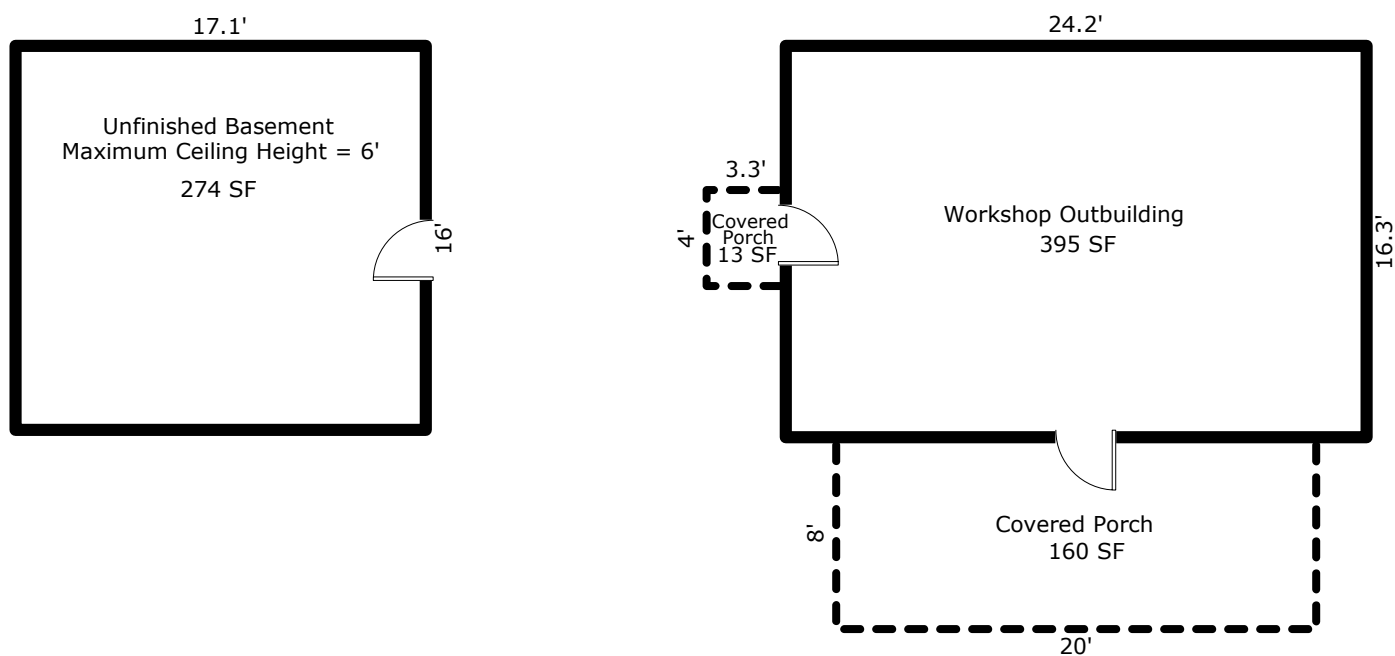 17.1'
Unfinished Basement
Maximum Ceiling Height = 6'
274 SF
16'
24.2'
3.3'
4'
Covered
Porch
13 SF
Workshop Outbuilding
395 SF
16.3'
8'
Covered Porch
160 SF
20'